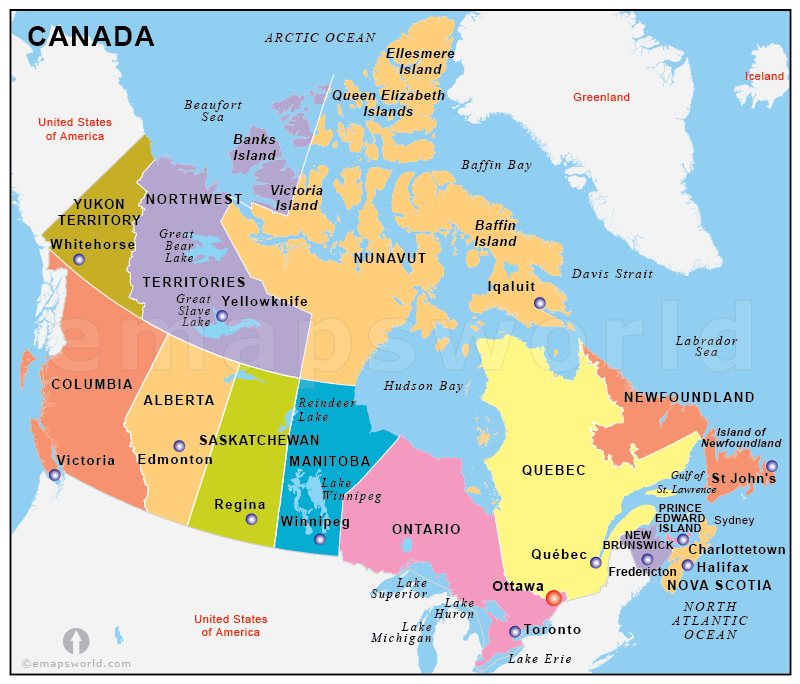 CANADA
ARCTIC OCEAN
Ellesmere
Island
Iceland
Queen Elizabeth
Islands
Greenland
Beaufort
Sea
United States
of America
Banks
Island
Baffin Bay
Victoria
Island
NORTHWEST
YUKON
TERRITORY
Baffin
Island
Great
Bear
Lake
Whitehorse
NUNAVUT
Davis Strait
TERRITORIES
Iqaluit
Great
Slave
Lake
Yellowknife
emapsworld
Labrador
Sea
COLUMBIA
Hudson Bay
ALBERTA
Reindeer
Lake
NEWFOUNDLAND
SASKATCHEWAN
Island of
Newfoundland
Victoria
Edmonton
MANITOBA
QUEBEC
Gulf of
St. Lawrence
St John's
Lake
Winnipeg
Regina
Winnipeg
ONTARIO
PRINCE
EDWARD
ISLAND
Sydney
NEW
BRUNSWICK
Charlottetown
Québec
Fredericton
Halifax
Ottawa
NOVA SCOTIA
Lake
Superior
Lake
Huron
NORTH
ATLANTIC
OCEAN
United States
of America
Lake
Michigan
Toronto
Lake Erie
©emapsworld.com